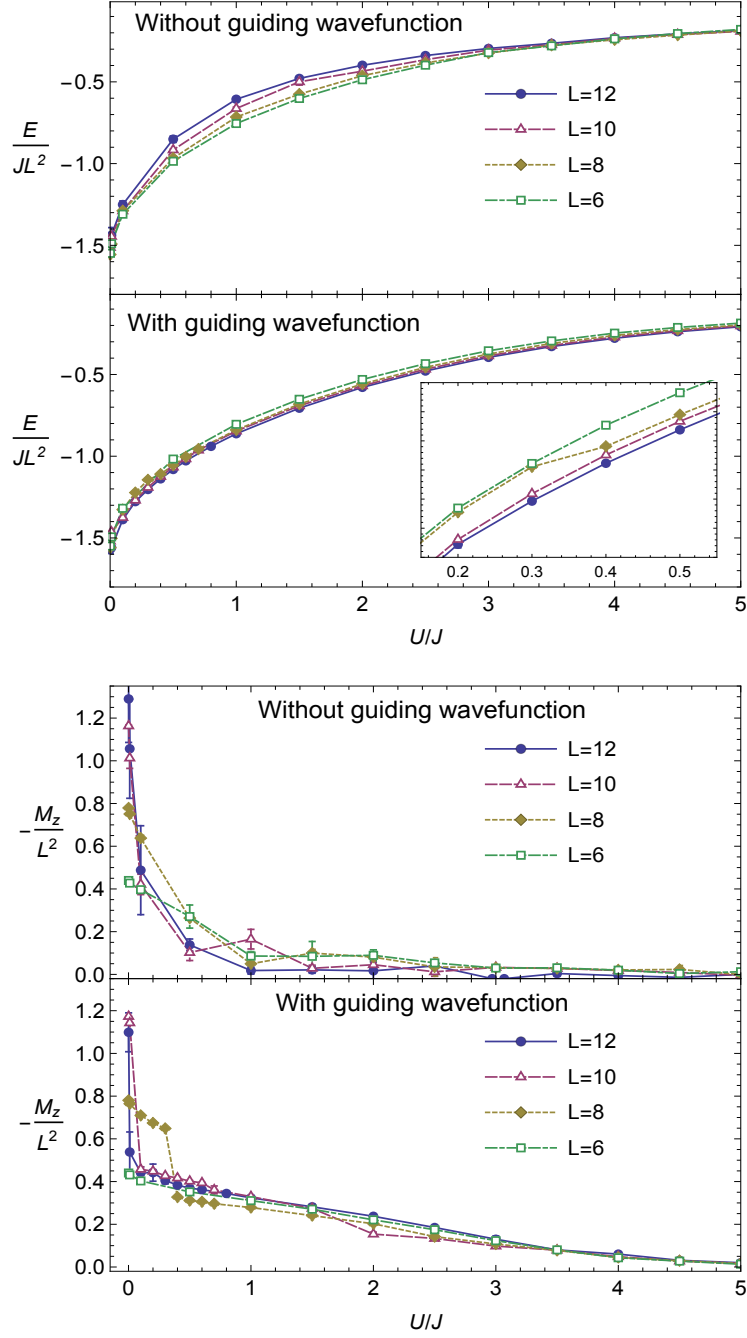 Without guiding wavefunction
−0.5
−1.0
−1.5
E
JL²
L=12
L=10
L=8
L=6
With guiding wavefunction
−0.5
−1.0
−1.5
E
JL²
0.2 0.3 0.4 0.5
0 1 2 3 4 5
U/J
Without guiding wavefunction
1.2
1.0
0.8
0.6
0.4
0.2
0.0
− M_z
L²
L=12
L=10
L=8
L=6
With guiding wavefunction
1.2
1.0
0.8
0.6
0.4
0.2
0.0
− M_z
L²
L=12
L=10
L=8
L=6
0 1 2 3 4 5
U/J